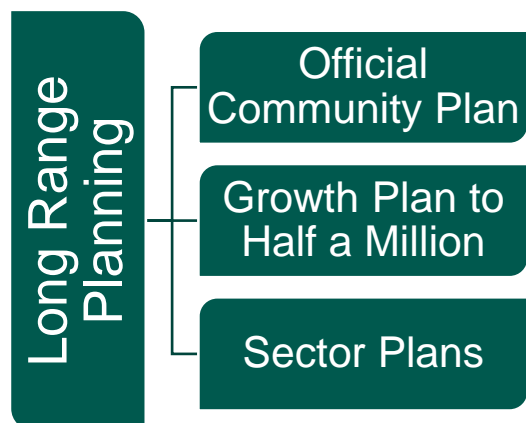 Long Range
Planning
Official
Community Plan
Growth Plan to
Half a Million
Sector Plans